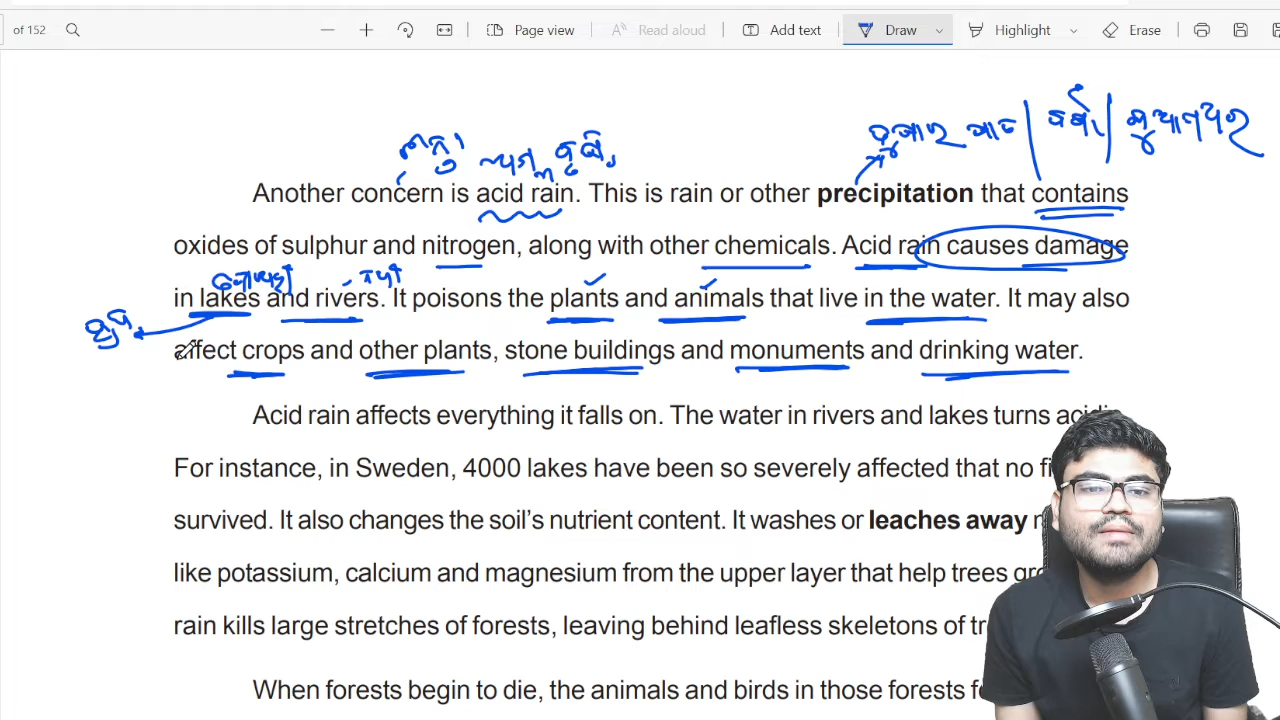 of 152
Page view
Read aloud
Add text
Draw
Highlight
Erase
ବର୍ଷା
Another concern is acid rain. This is rain or other precipitation that contains
oxides of sulphur and nitrogen, along with other chemicals. Acid rain causes damage
in lakes and rivers. It poisons the plants and animals that live in the water. It may also
affect crops and other plants, stone buildings and monuments and drinking water.
Acid rain affects everything it falls on. The water in rivers and lakes turns
For instance, in Sweden, 4000 lakes have been so severely affected that no
survived. It also changes the soil's nutrient content. It washes or leaches away
like potassium, calcium and magnesium from the upper layer that help trees
rain kills large stretches of forests, leaving behind leafless skeletons of
When forests begin to die, the animals and birds in those forests